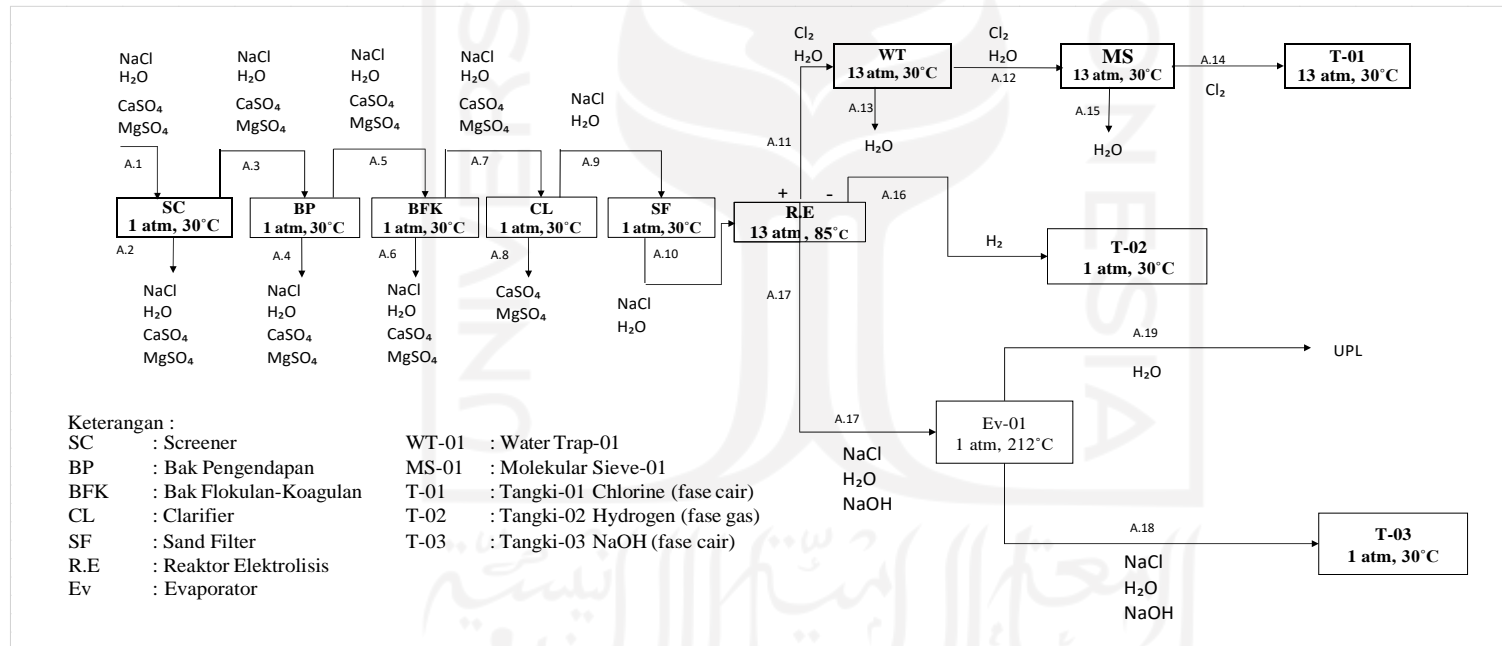 NaCl
H₂O
CaSO₄
MgSO₄
A.1
NaCl
H₂O
CaSO₄
MgSO₄
A.3
NaCl
H₂O
CaSO₄
MgSO₄
A.5
NaCl
H₂O
CaSO₄
MgSO₄
A.7
NaCl
H₂O
A.9
SC
1 atm, 30˚C
BP
1 atm, 30˚C
BFK
1 atm, 30˚C
CL
1 atm, 30˚C
SF
1 atm, 30˚C
A.2
NaCl
H₂O
CaSO₄
MgSO₄
A.4
NaCl
H₂O
CaSO₄
MgSO₄
A.6
NaCl
H₂O
CaSO₄
MgSO₄
A.8
CaSO₄
MgSO₄
A.10
NaCl
H₂O
+
-
R.E
13 atm, 85˚C
A.11
Cl₂
H₂O
WT
13 atm, 30˚C
A.13
H₂O
Cl₂
H₂O
A.12
MS
13 atm, 30˚C
A.15
H₂O
A.14
Cl₂
T-01
13 atm, 30˚C
A.16
H₂
T-02
1 atm, 30˚C
A.17
A.17
NaCl
H₂O
NaOH
Ev-01
1 atm, 212˚C
A.19
H₂O
UPL
A.18
NaCl
H₂O
NaOH
T-03
1 atm, 30˚C
Keterangan :
SC : Screener
BP : Bak Pengendapan
BFK : Bak Flokulan-Koagulan
CL : Clarifier
SF : Sand Filter
R.E : Reaktor Elektrolisis
Ev : Evaporator
WT-01 : Water Trap-01
MS-01 : Molekular Sieve-01
T-01 : Tangki-01 Chlorine (fase cair)
T-02 : Tangki-02 Hydrogen (fase gas)
T-03 : Tangki-03 NaOH (fase cair)